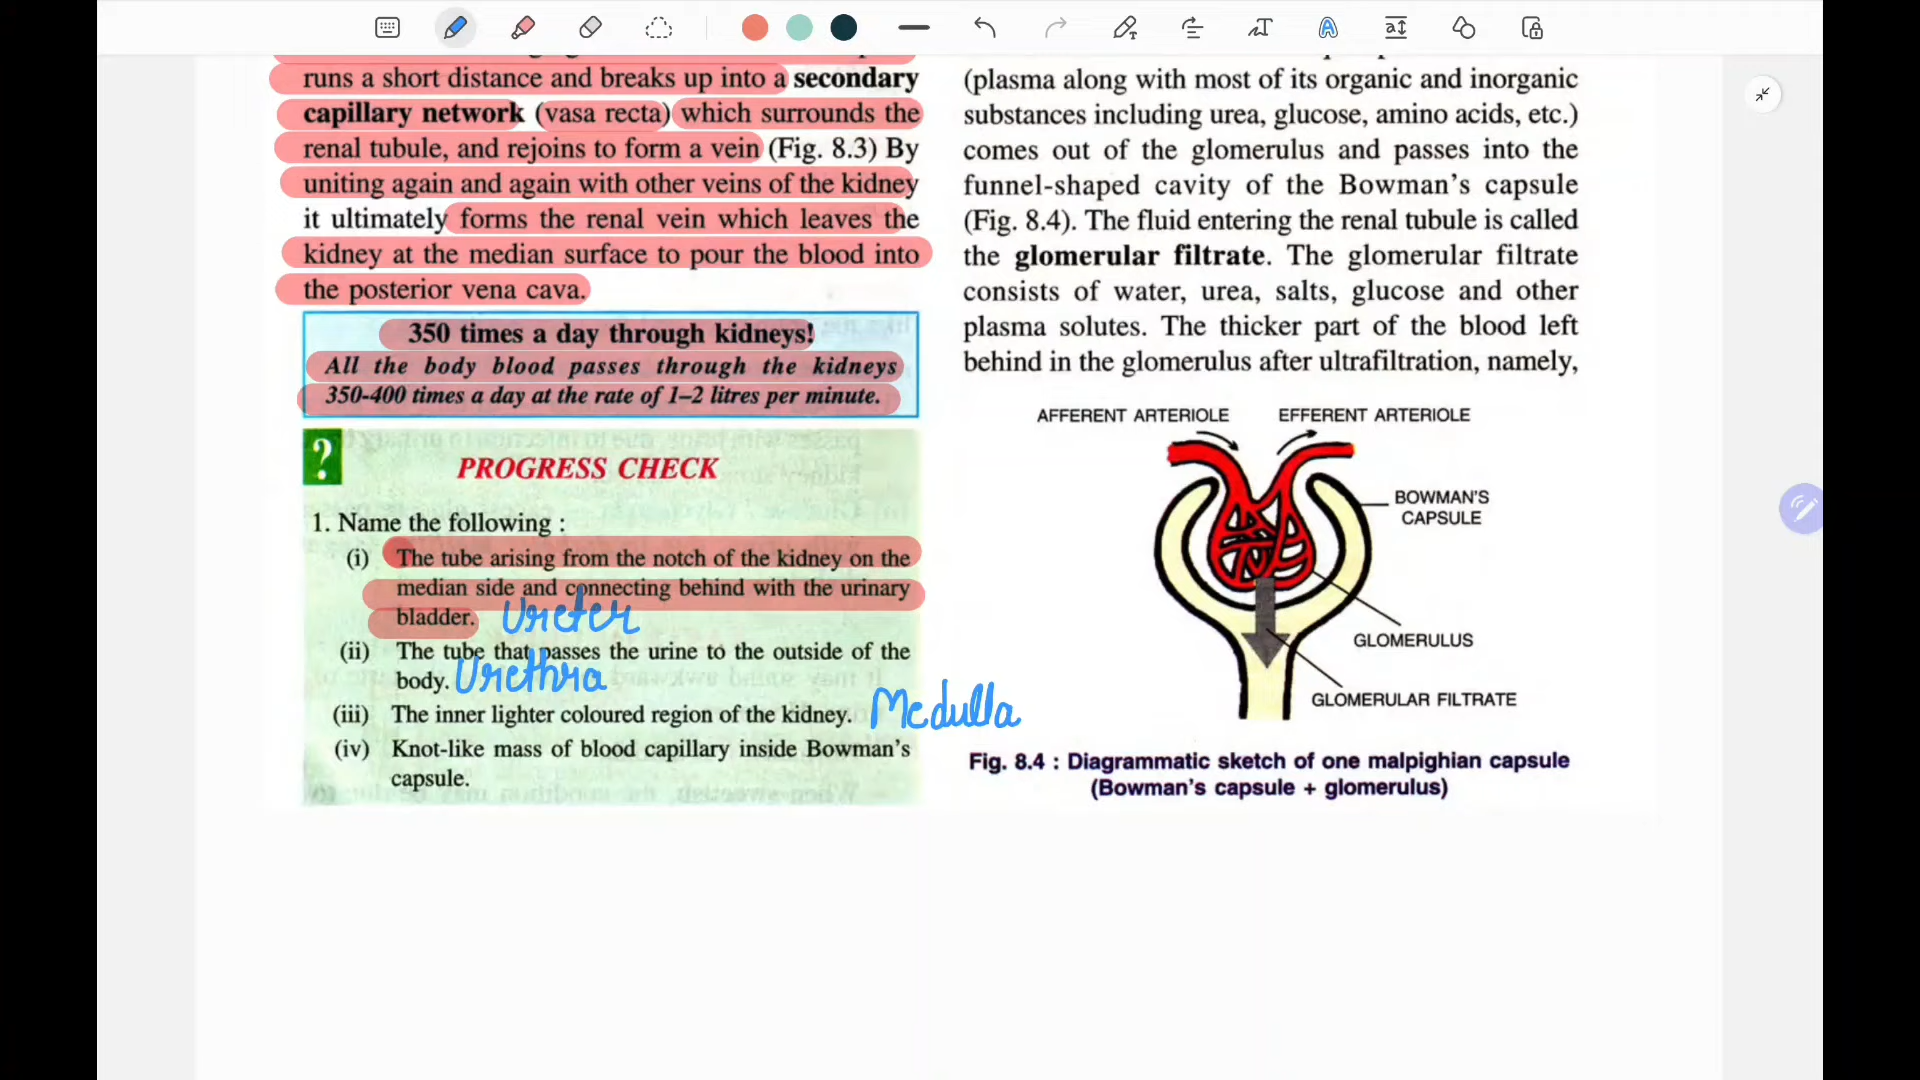 runs a short distance and breaks up into a secondary
capillary network (vasa recta) which surrounds the
renal tubule, and rejoins to form a vein (Fig. 8.3) By
uniting again and again with other veins of the kidney
it ultimately forms the renal vein which leaves the
kidney at the median surface to pour the blood into
the posterior vena cava.
350 times a day through kidneys!
All the body blood passes through the kidneys
350-400 times a day at the rate of 1–2 litres per minute.
?
PROGRESS CHECK
1. Name the following :
(i) The tube arising from the notch of the kidney on the
median side and connecting behind with the urinary
bladder. Ureter
(ii) The tube that passes the urine to the outside of the
body. Urethra
(iii) The inner lighter coloured region of the kidney. Medulla
(iv) Knot-like mass of blood capillary inside Bowman's
capsule.
(plasma along with most of its organic and inorganic
substances including urea, glucose, amino acids, etc.)
comes out of the glomerulus and passes into the
funnel-shaped cavity of the Bowman's capsule
(Fig. 8.4). The fluid entering the renal tubule is called
the glomerular filtrate. The glomerular filtrate
consists of water, urea, salts, glucose and other
plasma solutes. The thicker part of the blood left
behind in the glomerulus after ultrafiltration, namely,
AFFERENT ARTERIOLE EFFERENT ARTERIOLE
BOWMAN'S
CAPSULE
GLOMERULUS
GLOMERULAR FILTRATE
Fig. 8.4 : Diagrammatic sketch of one malpighian capsule
(Bowman's capsule + glomerulus)